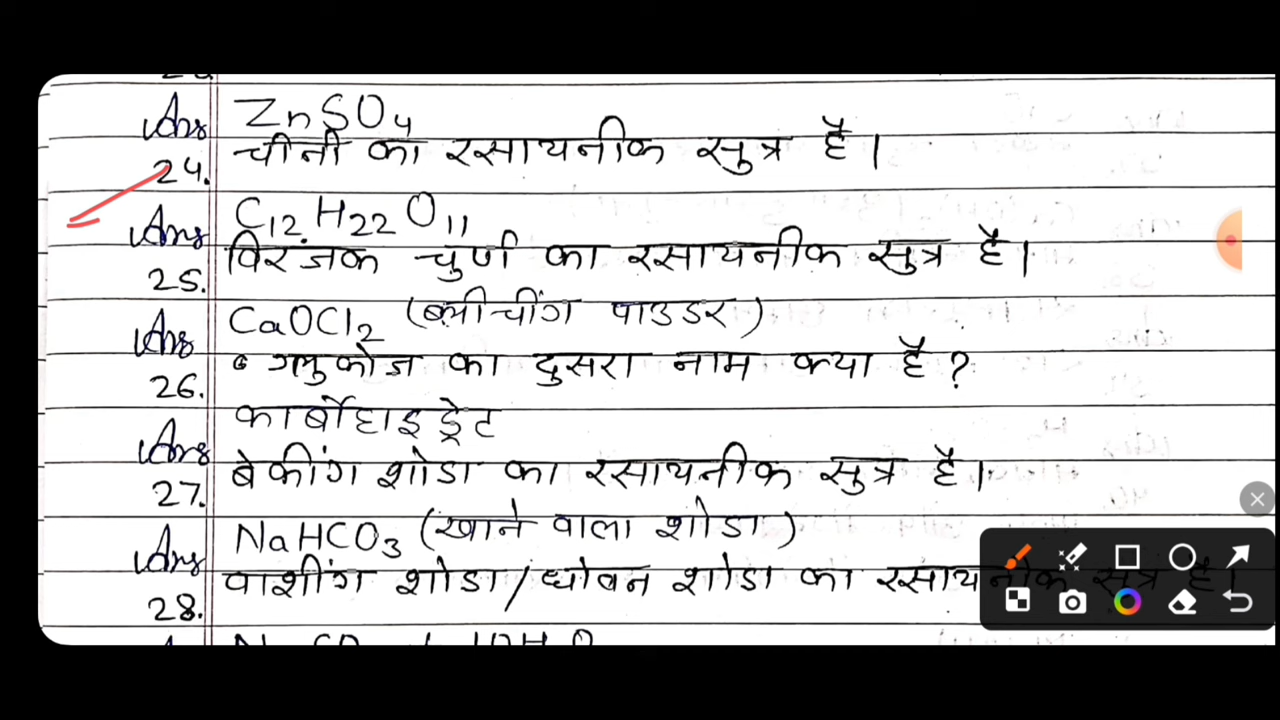 Ans ZnSO4
24. चीनी का रसायनीक सुत्र है।
Ans C12H22O11
25. विरंजक चुर्ण का रसायनीक सुत्र है।
Ans CaOCl2 (ब्लीचींग पाउडर)
26. ग्लुकोज का दुसरा नाम क्या है?
Ans कार्बोहाइड्रेट
27. बेकींग शोडा का रसायनीक सुत्र है।
Ans NaHCO3 (खाने वाला शोडा)
28. वाशींग शोडा/धोवन शोडा का रसायनीक सुत्र है।